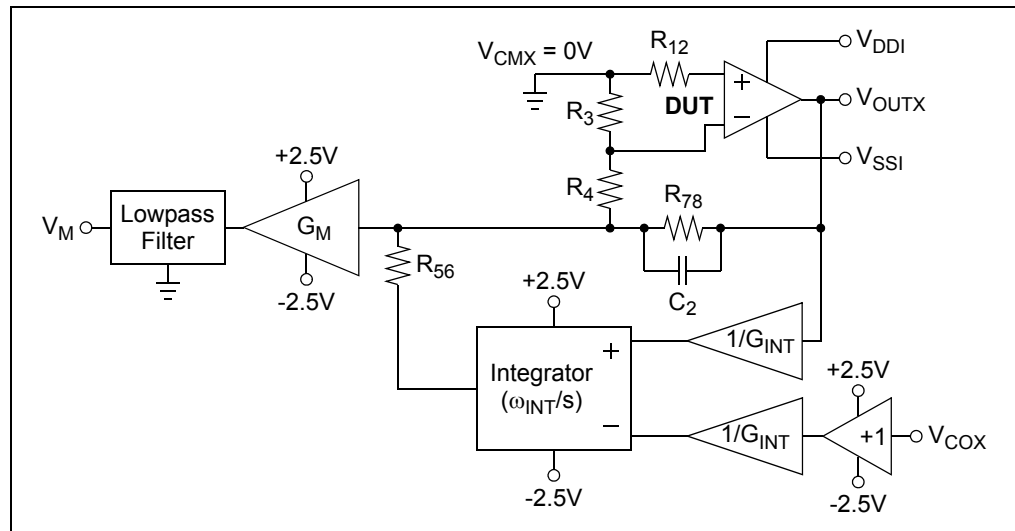 V_CMX = 0V
R_12
V_DDI
DUT
+
−
V_OUTX
R_3
V_SSI
+2.5V
R_4
R_78
V_M
Lowpass
Filter
G_M
R_56
-2.5V
C_2
+2.5V
Integrator
(ω_INT/s)
+
−
1/G_INT
+2.5V
1/G_INT
+1
V_COX
-2.5V
-2.5V